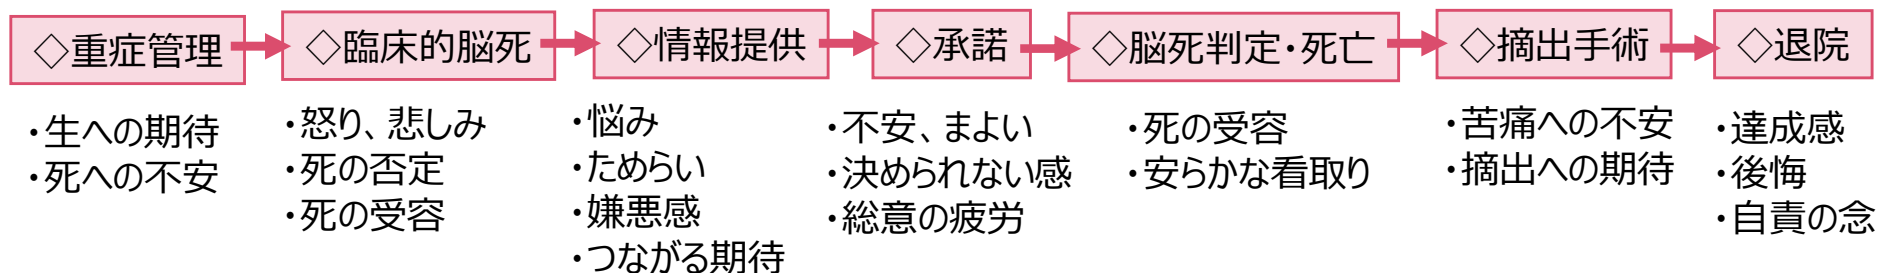 ◇重症管理
・生への期待
・死への不安
◇臨床的脳死
・怒り、悲しみ
・死の否定
・死の受容
◇情報提供
・悩み
・ためらい
・嫌悪感
・つながる期待
◇承諾
・不安、まよい
・決められない感
・総意の疲労
◇脳死判定・死亡
・死の受容
・安らかな看取り
◇摘出手術
・苦痛への不安
・摘出への期待
◇退院
・達成感
・後悔
・自責の念